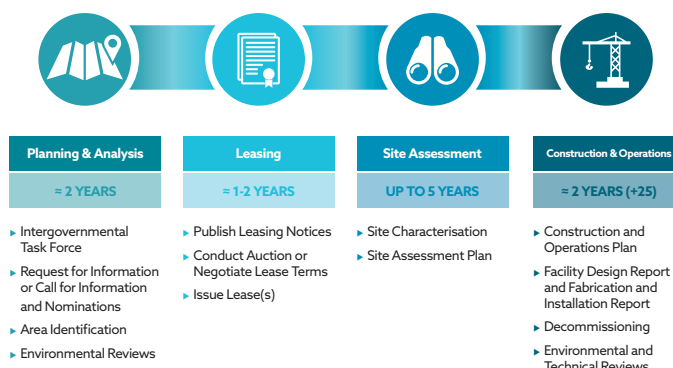 Planning & Analysis
≈ 2 YEARS
▸ Intergovernmental
Task Force
▸ Request for Information
or Call for Information
and Nominations
▸ Area Identification
▸ Environmental Reviews
Leasing
≈ 1-2 YEARS
▸ Publish Leasing Notices
▸ Conduct Auction or
Negotiate Lease Terms
▸ Issue Lease(s)
Site Assessment
UP TO 5 YEARS
▸ Site Characterisation
▸ Site Assessment Plan
Construction & Operations
≈ 2 YEARS (+25)
▸ Construction and
Operations Plan
▸ Facility Design Report
and Fabrication and
Installation Report
▸ Decommissioning
▸ Environmental and
Technical Reviews